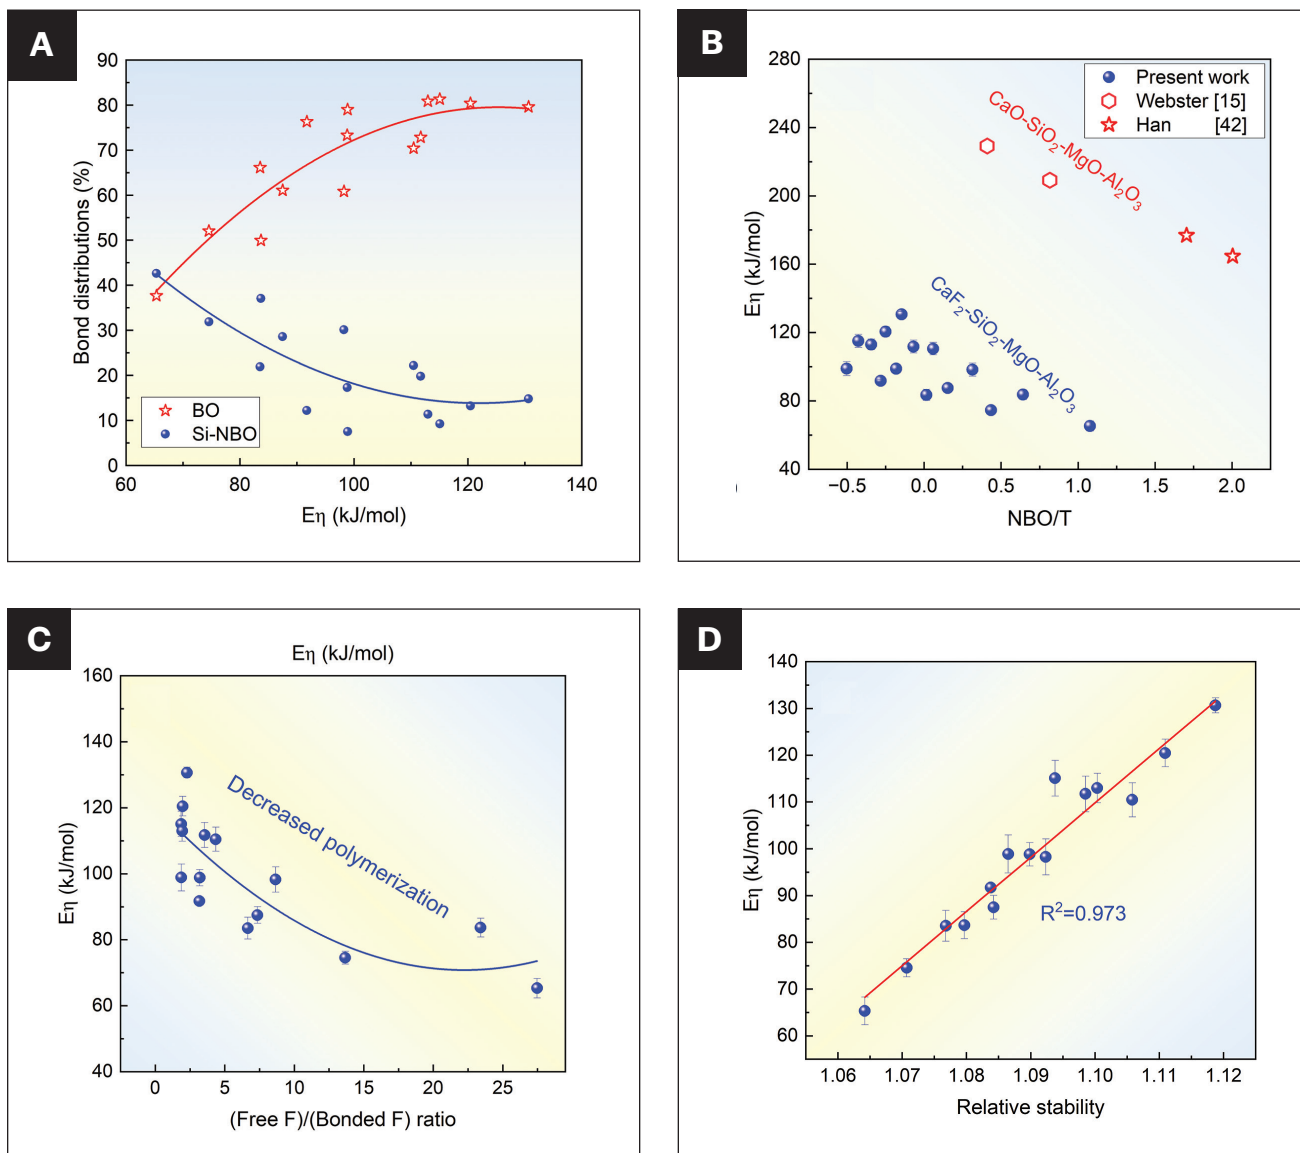 A
90
80
70
60
50
40
30
20
10
0
Bond distributions (%)
BO
Si-NBO
60 80 100 120 140
Eη (kJ/mol)
B
280
240
200
160
120
80
40
Eη (kJ/mol)
Present work
Webster [15]
Han [42]
CaO-SiO₂-MgO-Al₂O₃
CaF₂-SiO₂-MgO-Al₂O₃
−0.5 0.0 0.5 1.0 1.5 2.0
NBO/T
C
Eη (kJ/mol)
160
140
120
100
80
60
40
Eη (kJ/mol)
Decreased polymerization
0 5 10 15 20 25
(Free F)/(Bonded F) ratio
D
140
130
120
110
100
90
80
70
60
Eη (kJ/mol)
R²=0.973
1.06 1.07 1.08 1.09 1.10 1.11 1.12
Relative stability